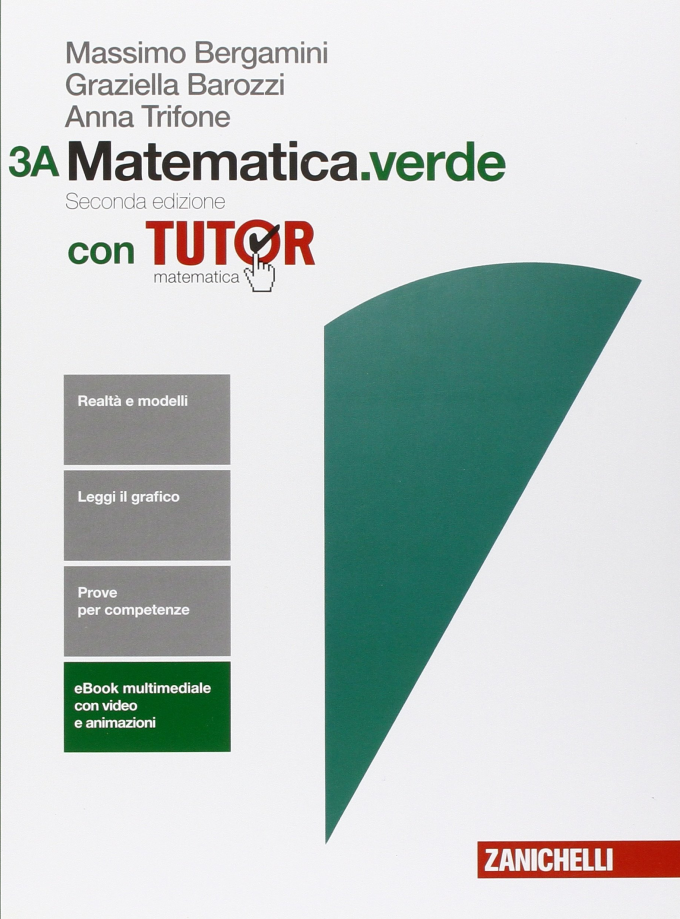 Massimo Bergamini
Graziella Barozzi
Anna Trifone
3A Matematica.verde
Seconda edizione
con TUTOR
matematica
Realtà e modelli
Leggi il grafico
Prove
per competenze
eBook multimediale
con video
e animazioni
ZANICHELLI